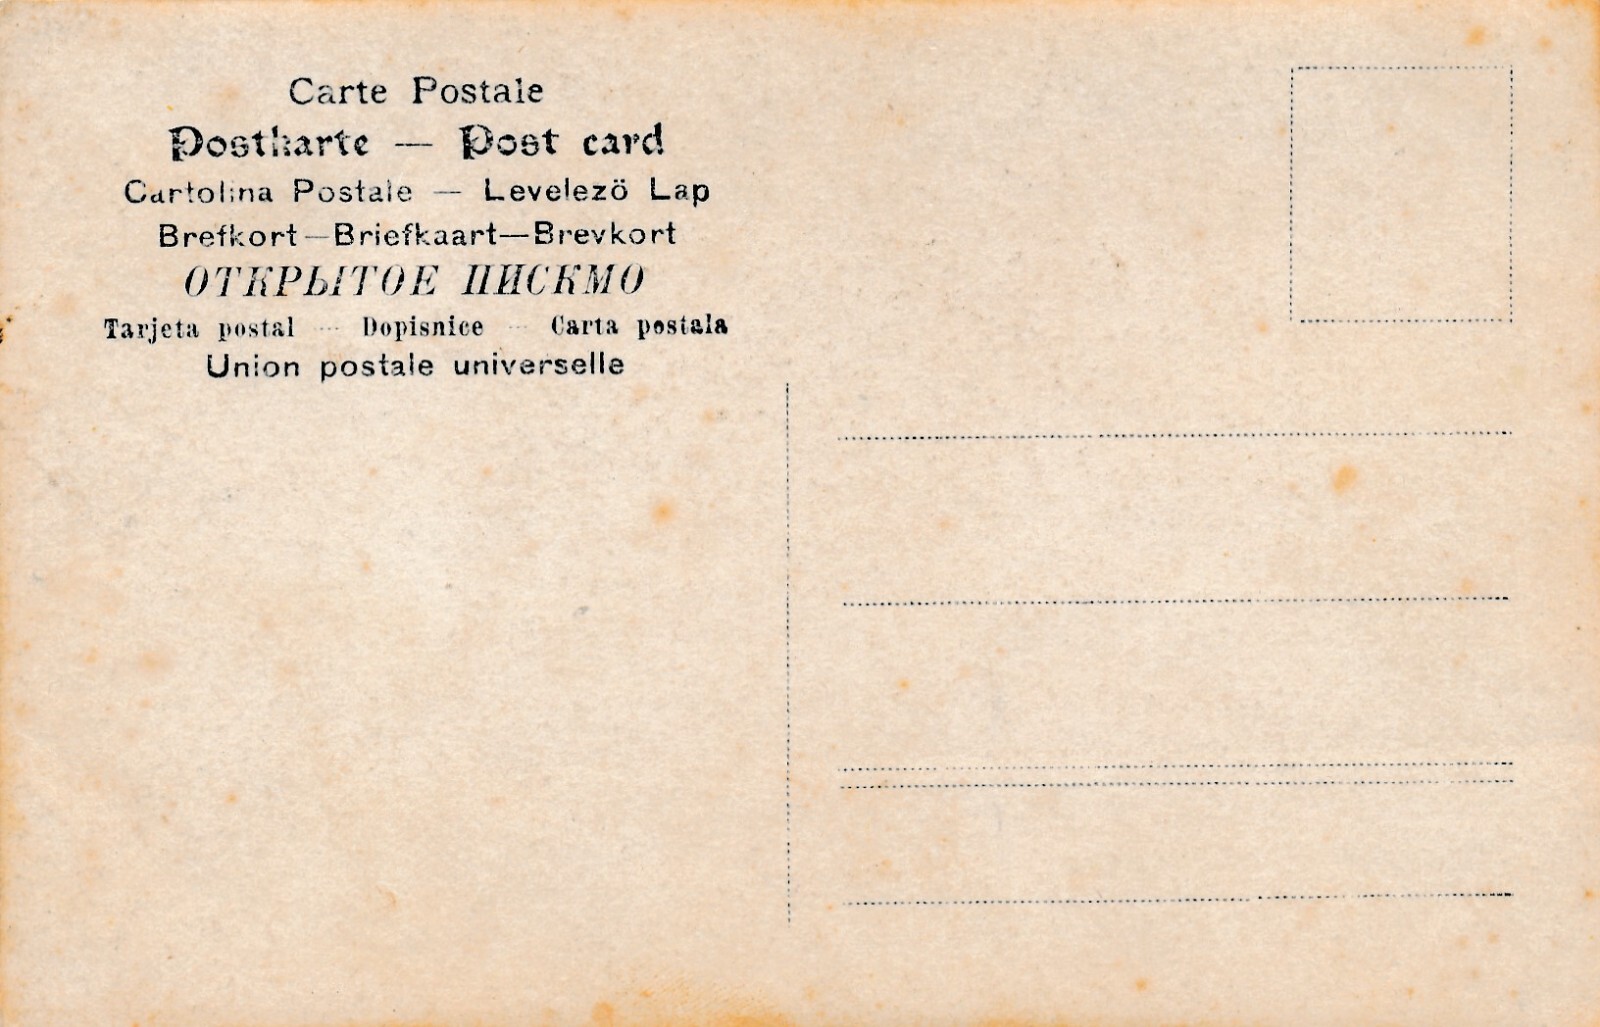 Carte Postale
Postkarte — Post card
Cartolina Postale — Levelezö Lap
Brefkort—Briefkaart—Brevkort
ОТКРЫТОЕ ПИСКМО
Tarjeta postal — Dopisnice — Carta postala
Union postale universelle